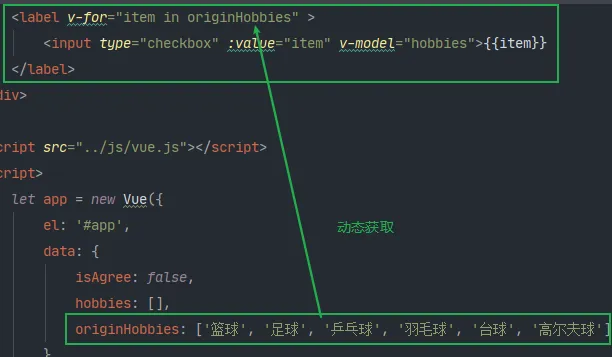 <label v-for="item in originHobbies" >
<input type="checkbox" :value="item" v-model="hobbies">{{item}}
</label>
div>
cript src="../js/vue.js"></script>
cript>
let app = new Vue({
el: '#app',
动态获取
data: {
isAgree: false,
hobbies: [],
originHobbies: ['篮球', '足球', '乒乓球', '羽毛球', '台球', '高尔夫球']
}